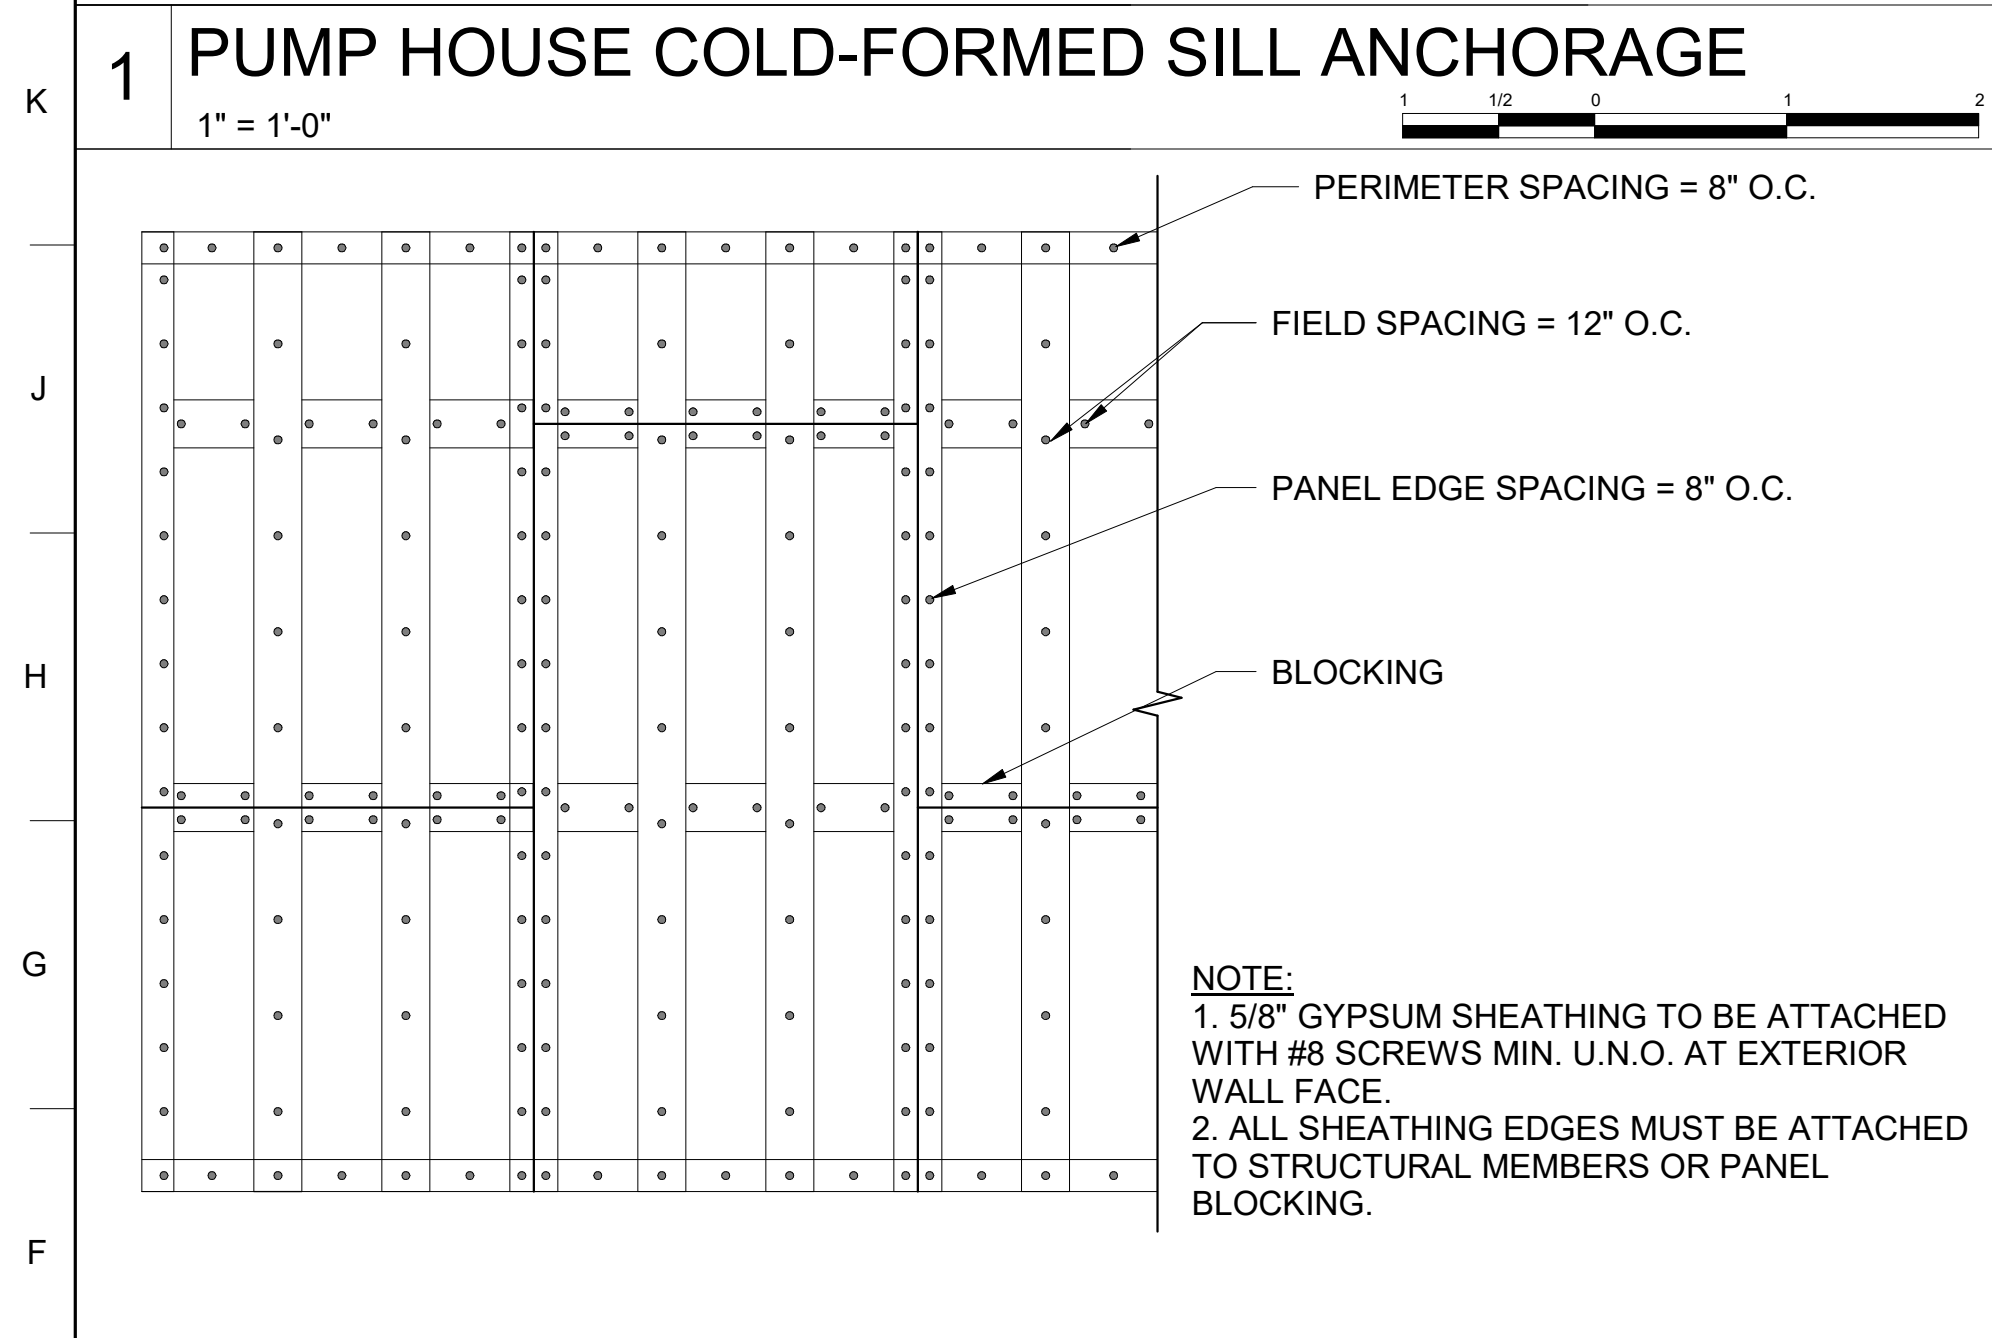 1
PUMP HOUSE COLD-FORMED SILL ANCHORAGE
1" = 1'-0"
1 1/2 0 1 2
K
PERIMETER SPACING = 8" O.C.
FIELD SPACING = 12" O.C.
J
PANEL EDGE SPACING = 8" O.C.
H
BLOCKING
G
NOTE:
1. 5/8" GYPSUM SHEATHING TO BE ATTACHED
WITH #8 SCREWS MIN. U.N.O. AT EXTERIOR
WALL FACE.
2. ALL SHEATHING EDGES MUST BE ATTACHED
TO STRUCTURAL MEMBERS OR PANEL
BLOCKING.
F